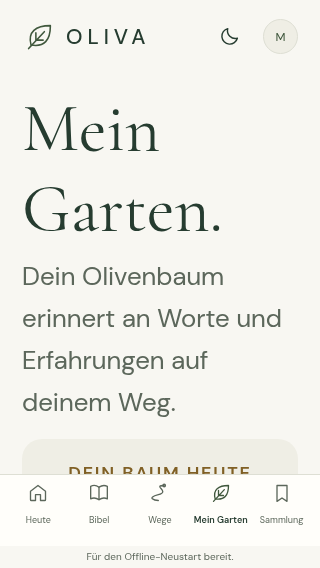 OLIVA
M
Mein
Garten.
Dein Olivenbaum
erinnert an Worte und
Erfahrungen auf
deinem Weg.
DEIN BAUM HEUTE
Heute
Bibel
Wege
Mein Garten
Sammlung
Für den Offline-Neustart bereit.